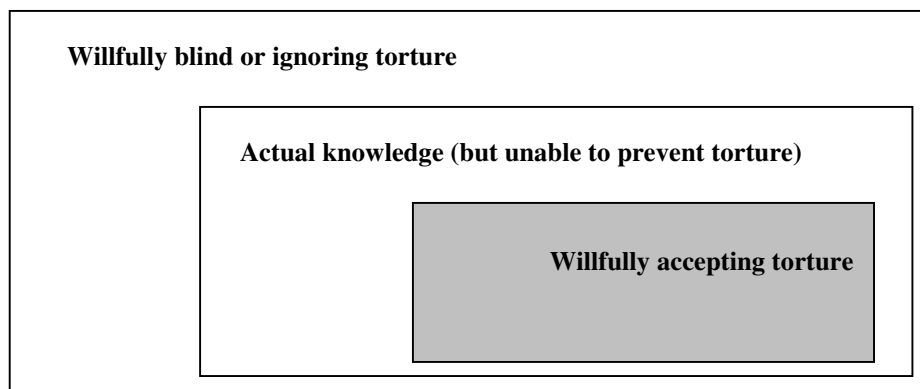 Willfully blind or ignoring torture
Actual knowledge (but unable to prevent torture)
Willfully accepting torture